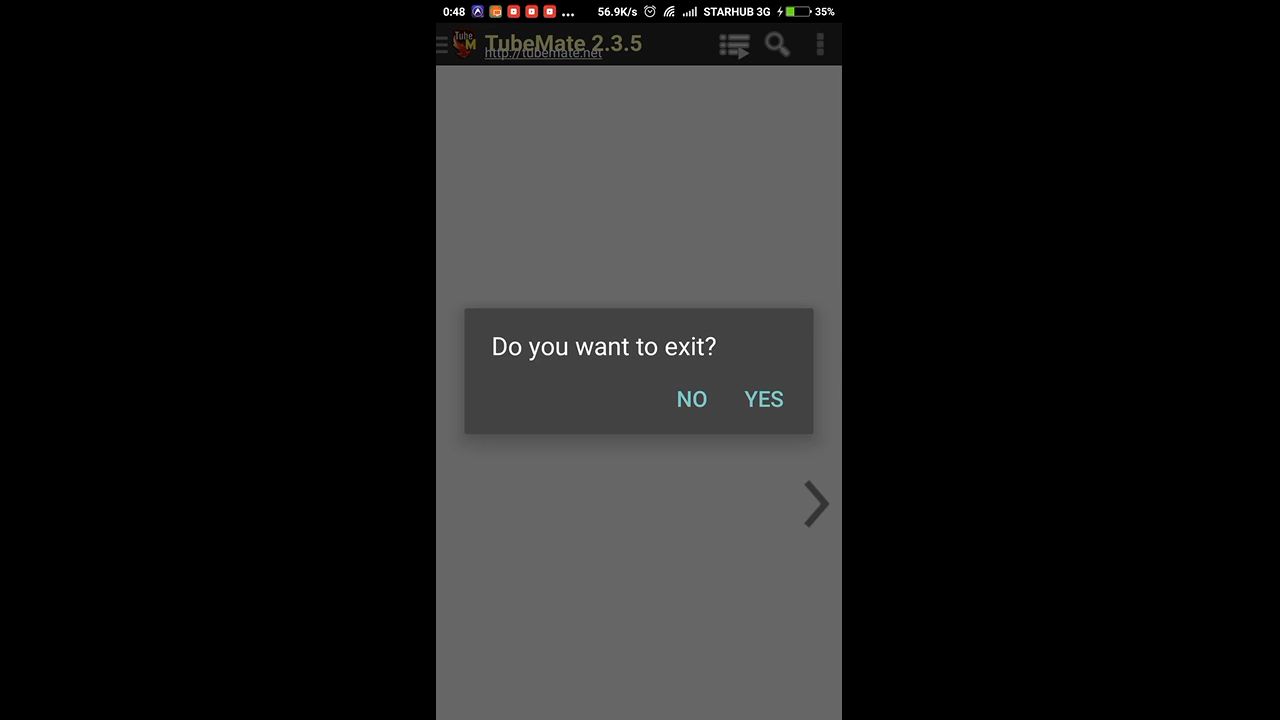 0:48 ... 56.9K/s STARHUB 3G 35%
Tube M TubeMate 2.3.5
http://tubemate.net
Do you want to exit?
NO YES